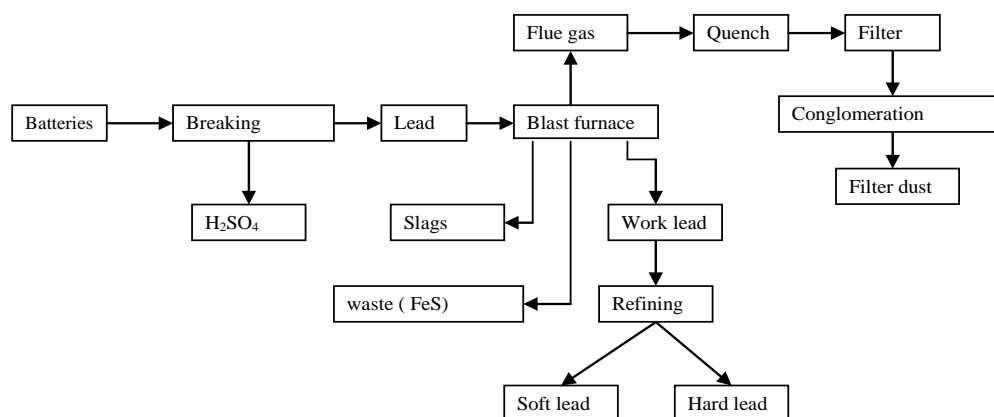 Flue gas
Quench
Filter
Batteries
Breaking
Lead
Blast furnace
Conglomeration
Filter dust
H₂SO₄
Slags
Work lead
waste ( FeS)
Refining
Soft lead
Hard lead